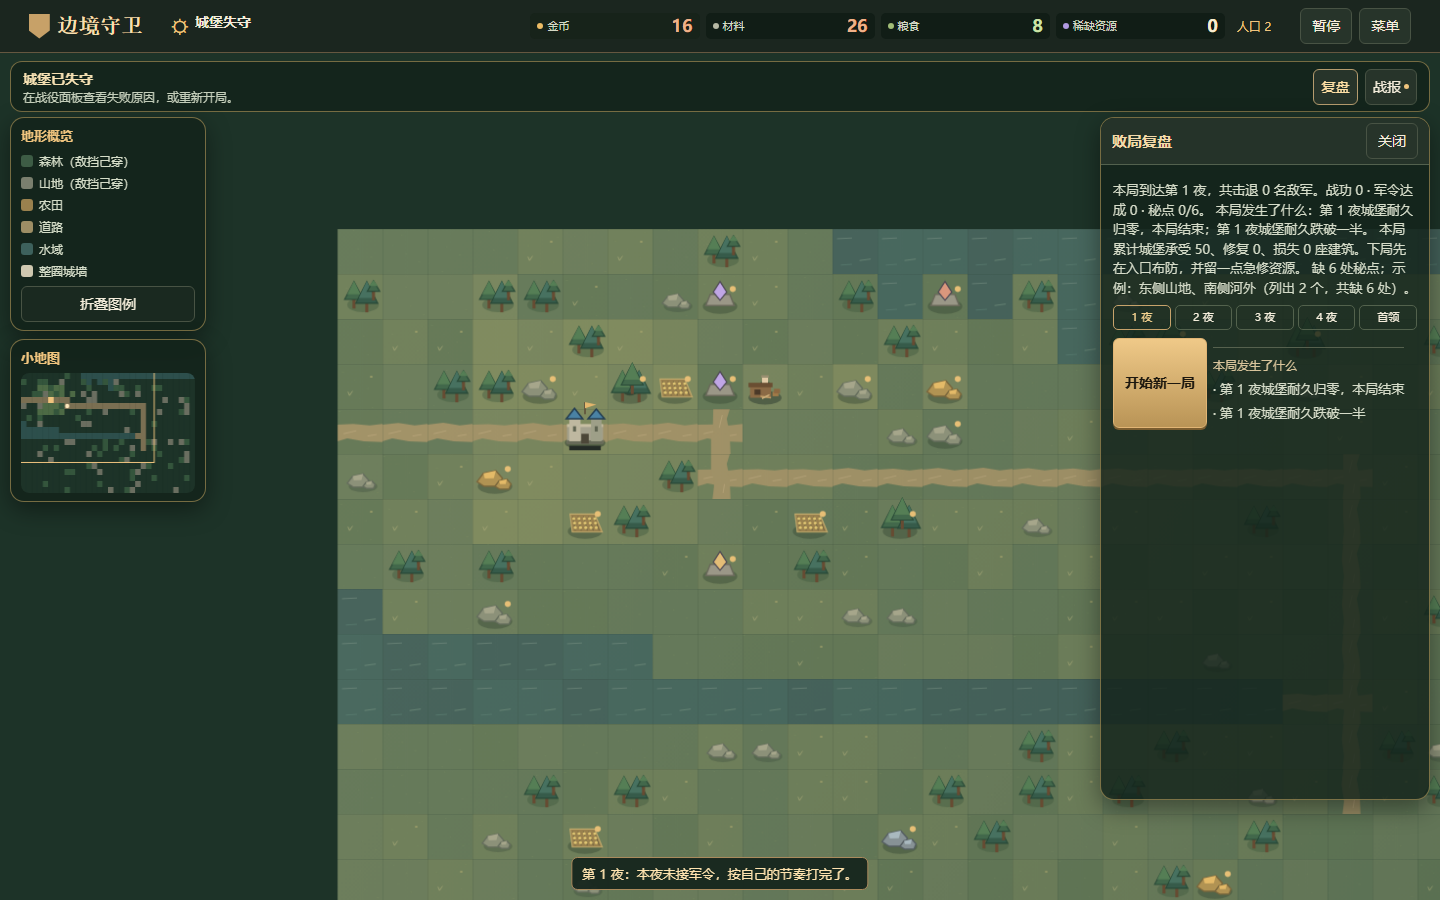 边境守卫
城堡失守
金币 16
材料 26
粮食 8
稀缺资源 0
人口 2
暂停
菜单
城堡已失守
在战役面板查看失败原因，或重新开局。
复盘
战报
地形概览
森林（敌挡己穿）
山地（敌挡己穿）
农田
道路
水域
整圈城墙
折叠图例
小地图
败局复盘
关闭
本局到达第 1 夜，共击退 0 名敌军。战功 0 · 军令达
成 0 · 秘点 0/6。 本局发生了什么：第 1 夜城堡耐久
归零，本局结束；第 1 夜城堡耐久跌破一半。 本局
累计城堡承受 50、修复 0、损失 0 座建筑。下局先
在入口布防，并留一点急修资源。 缺 6 处秘点；示
例：东侧山地、南侧河外（列出 2 个，共缺 6 处）。
1 夜
2 夜
3 夜
4 夜
首领
开始新一局
本局发生了什么
· 第 1 夜城堡耐久归零，本局结束
· 第 1 夜城堡耐久跌破一半
第 1 夜：本夜未接军令，按自己的节奏打完了。